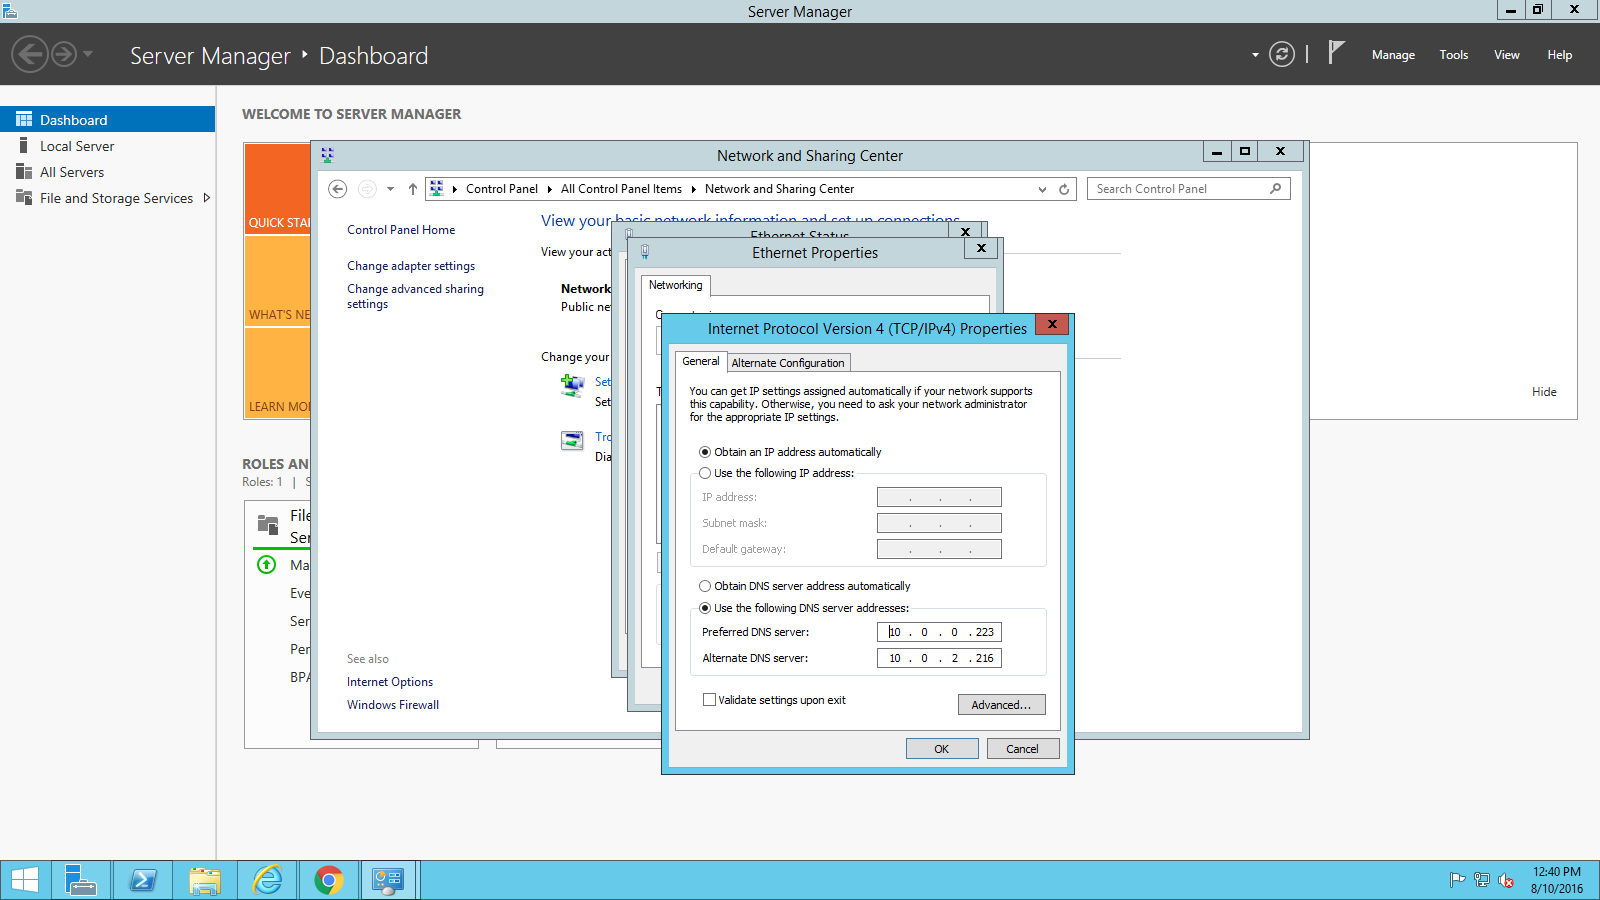 Server Manager
Server Manager
Dashboard
Manage
Tools
View
Help
Dashboard
Local Server
All Servers
File and Storage Services
WELCOME TO SERVER MANAGER
QUICK STA
WHAT'S NE
LEARN MO
Hide
ROLES AN
Roles: 1 | S
File
Ser
Ma
Eve
Ser
Per
BPA
Network and Sharing Center
Control Panel
All Control Panel Items
Network and Sharing Center
Search Control Panel
Control Panel Home
Change adapter settings
Change advanced sharing
settings
See also
Internet Options
Windows Firewall
View your basic network information and set up connections
View your act
Network
Public ne
Change your
Set
Set
Tro
Dia
Ethernet Status
Ethernet Properties
Networking
Internet Protocol Version 4 (TCP/IPv4) Properties
General
Alternate Configuration
You can get IP settings assigned automatically if your network supports
this capability. Otherwise, you need to ask your network administrator
for the appropriate IP settings.
Obtain an IP address automatically
Use the following IP address:
IP address: . . .
Subnet mask: . . .
Default gateway: . . .
Obtain DNS server address automatically
Use the following DNS server addresses:
Preferred DNS server: 10 . 0 . 0 . 223
Alternate DNS server: 10 . 0 . 2 . 216
Validate settings upon exit
Advanced...
OK
Cancel
12:40 PM
8/10/2016